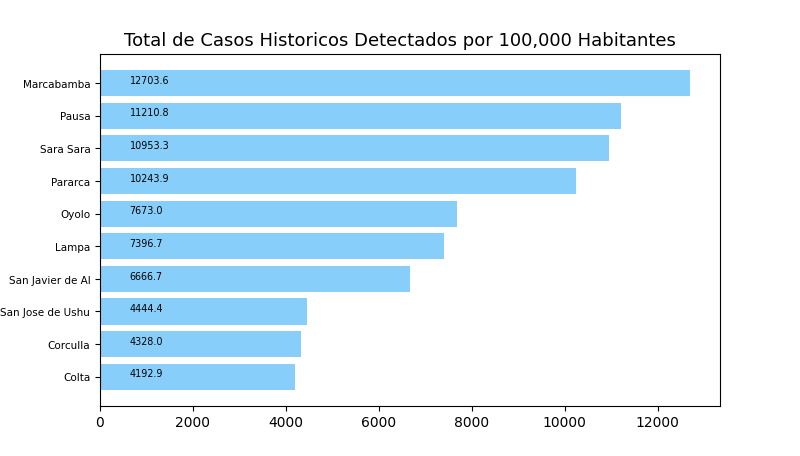 Total de Casos Historicos Detectados por 100,000 Habitantes
Marcabamba 12703.6
Pausa 11210.8
Sara Sara 10953.3
Pararca 10243.9
Oyolo 7673.0
Lampa 7396.7
San Javier de Al 6666.7
San Jose de Ushu 4444.4
Corculla 4328.0
Colta 4192.9
0 2000 4000 6000 8000 10000 12000